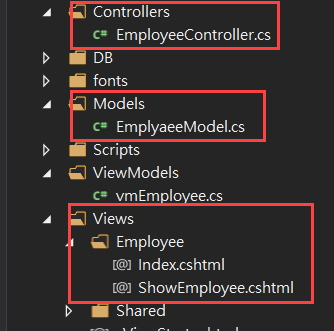 Controllers
C# EmployeeController.cs
DB
fonts
Models
C# EmplyaeeModel.cs
Scripts
ViewModels
C# vmEmployee.cs
Views
Employee
[@] Index.cshtml
[@] ShowEmployee.cshtml
Shared